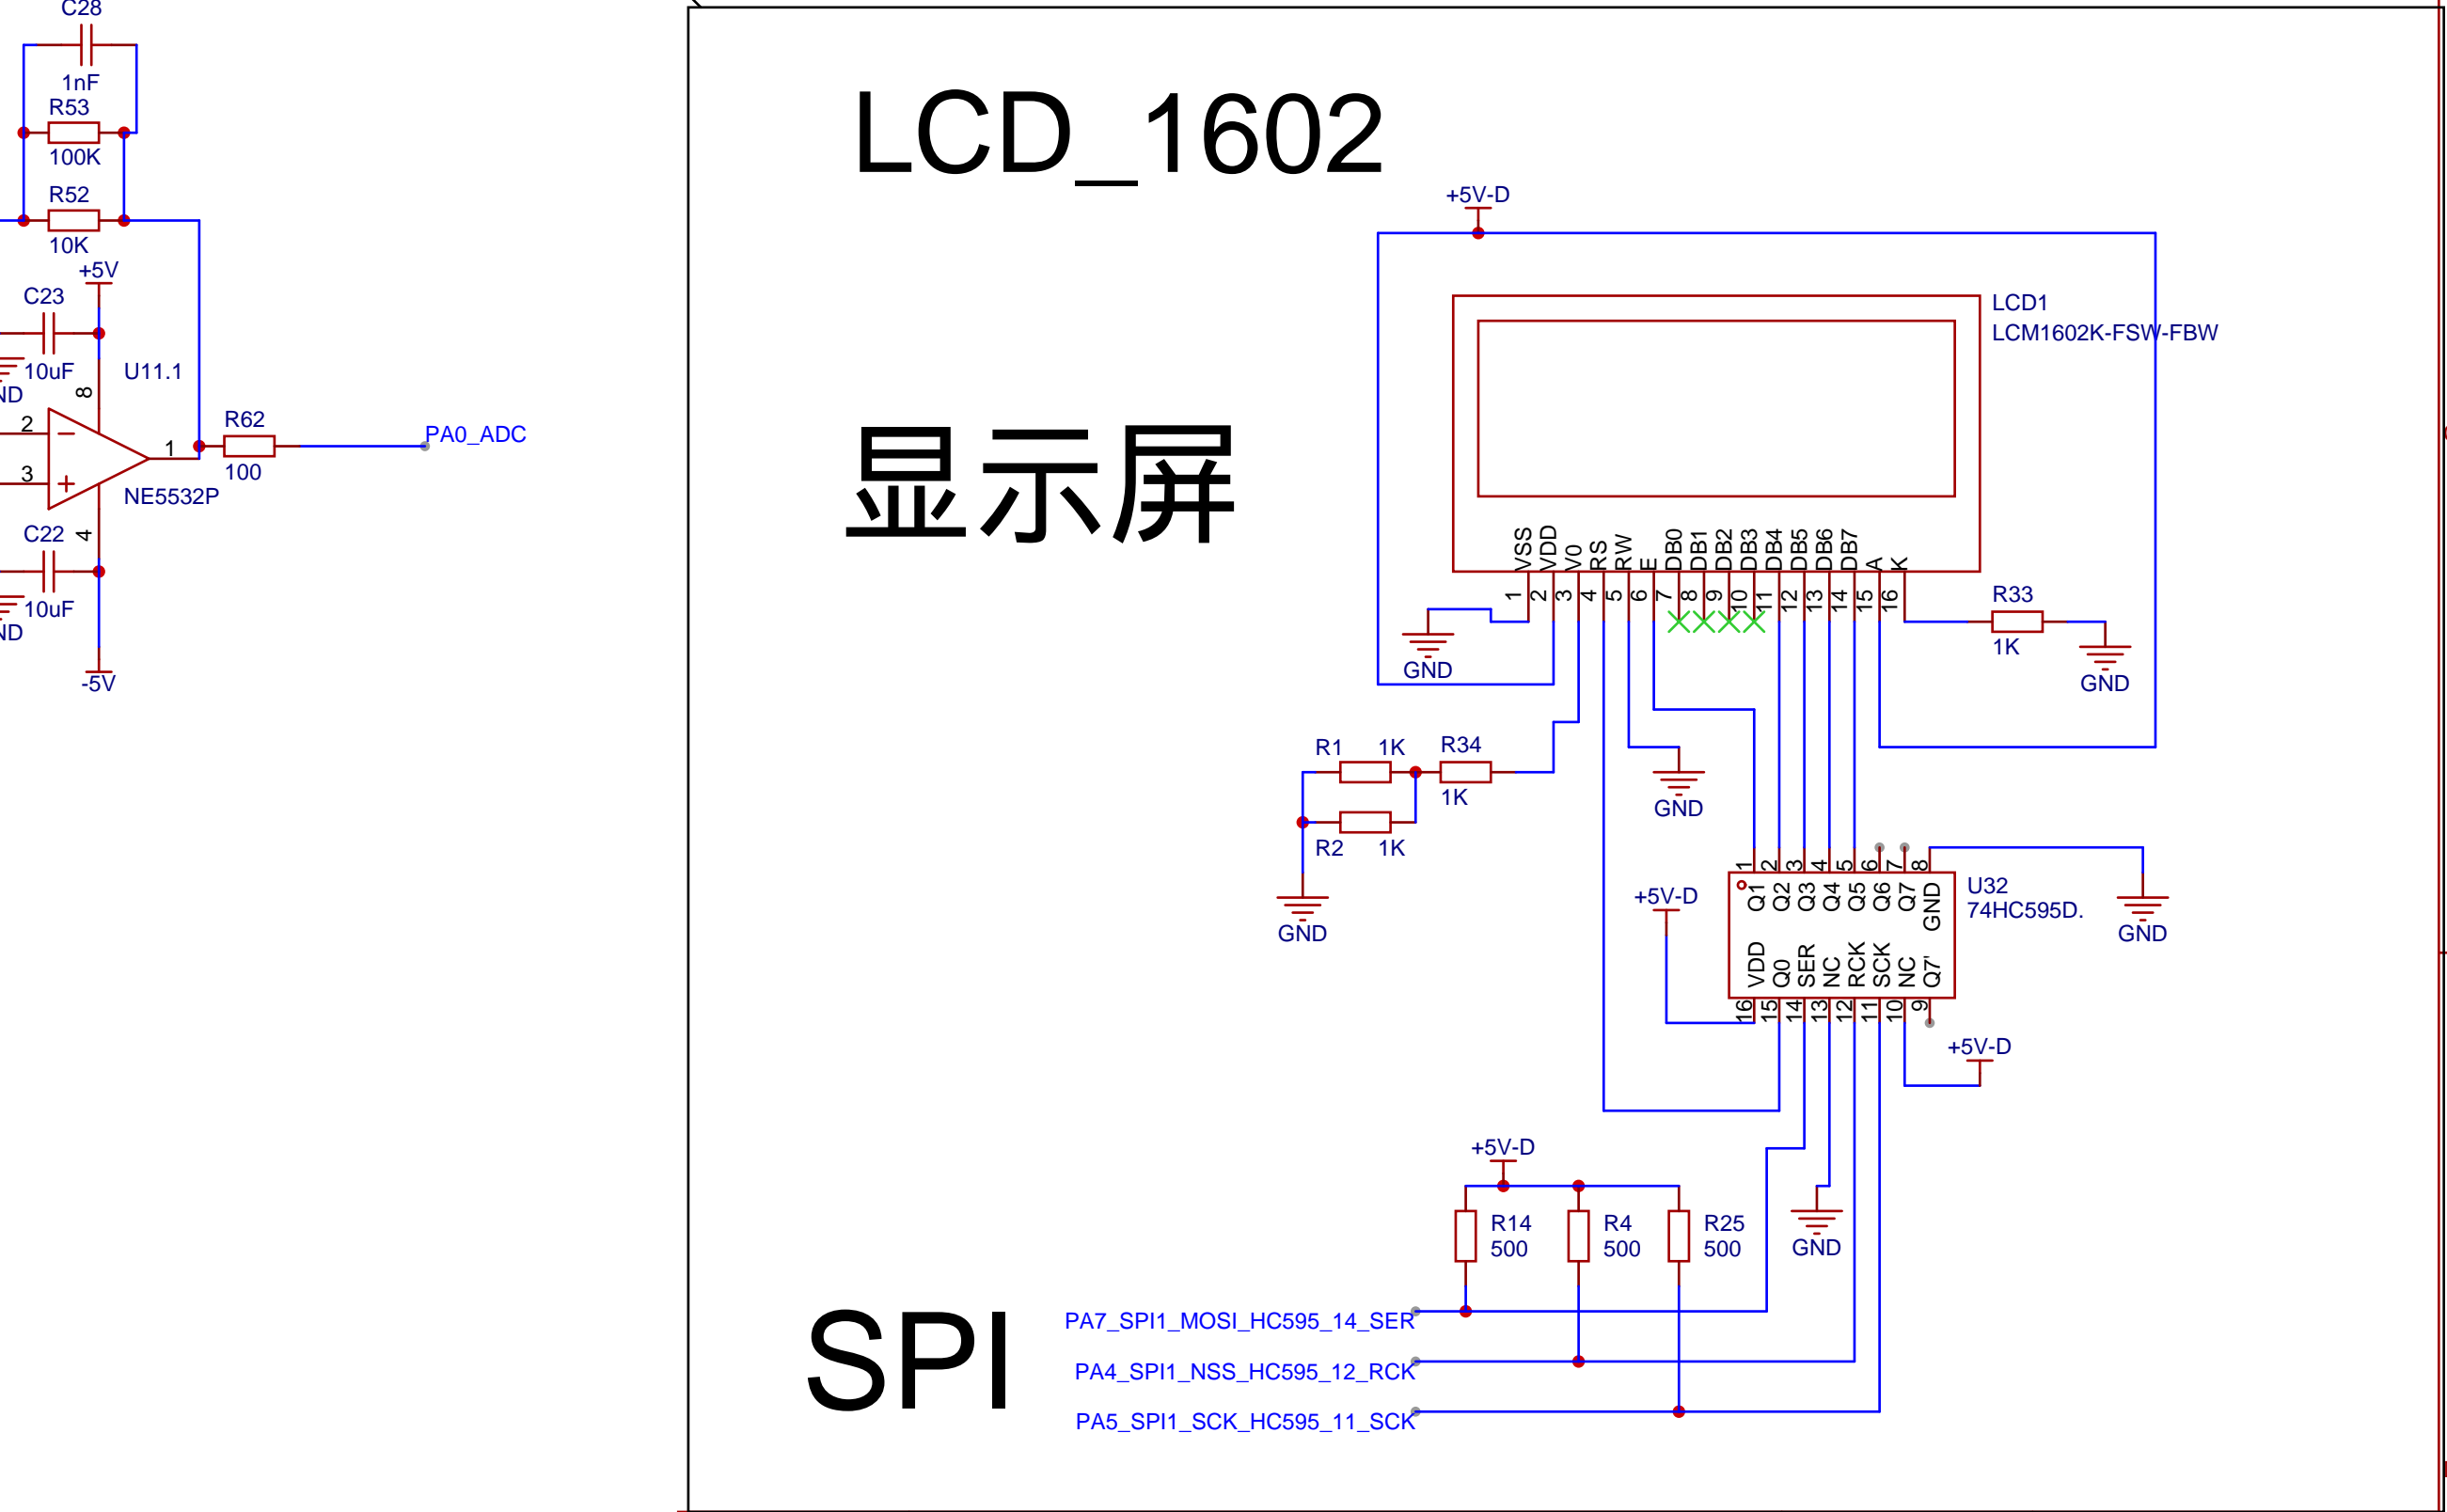 C28
1nF
R53
100K
R52
10K
+5V
C23
10uF
ND
8
U11.1
2
3
1
NE5532P
R62
100
PA0_ADC
C22
4
10uF
ND
-5V
LCD_1602
显示屏
SPI
+5V-D
LCD1
LCM1602K-FSW-FBW
VSS VDD V0 RS RW E DB0 DB1 DB2 DB3 DB4 DB5 DB6 DB7 A K
1 2 3 4 5 6 7 8 9 10 11 12 13 14 15 16
GND
R33
1K
GND
R1 1K
R34
1K
R2 1K
GND
GND
+5V-D
1 2 3 4 5 6 7 8
Q1 Q2 Q3 Q4 Q5 Q6 Q7 GND
VDD Q0 SER NC RCK SCK NC Q7'
16 15 14 13 12 11 10 9
U32
74HC595D.
GND
+5V-D
+5V-D
R14
500
R4
500
R25
500
GND
PA7_SPI1_MOSI_HC595_14_SER
PA4_SPI1_NSS_HC595_12_RCK
PA5_SPI1_SCK_HC595_11_SCK